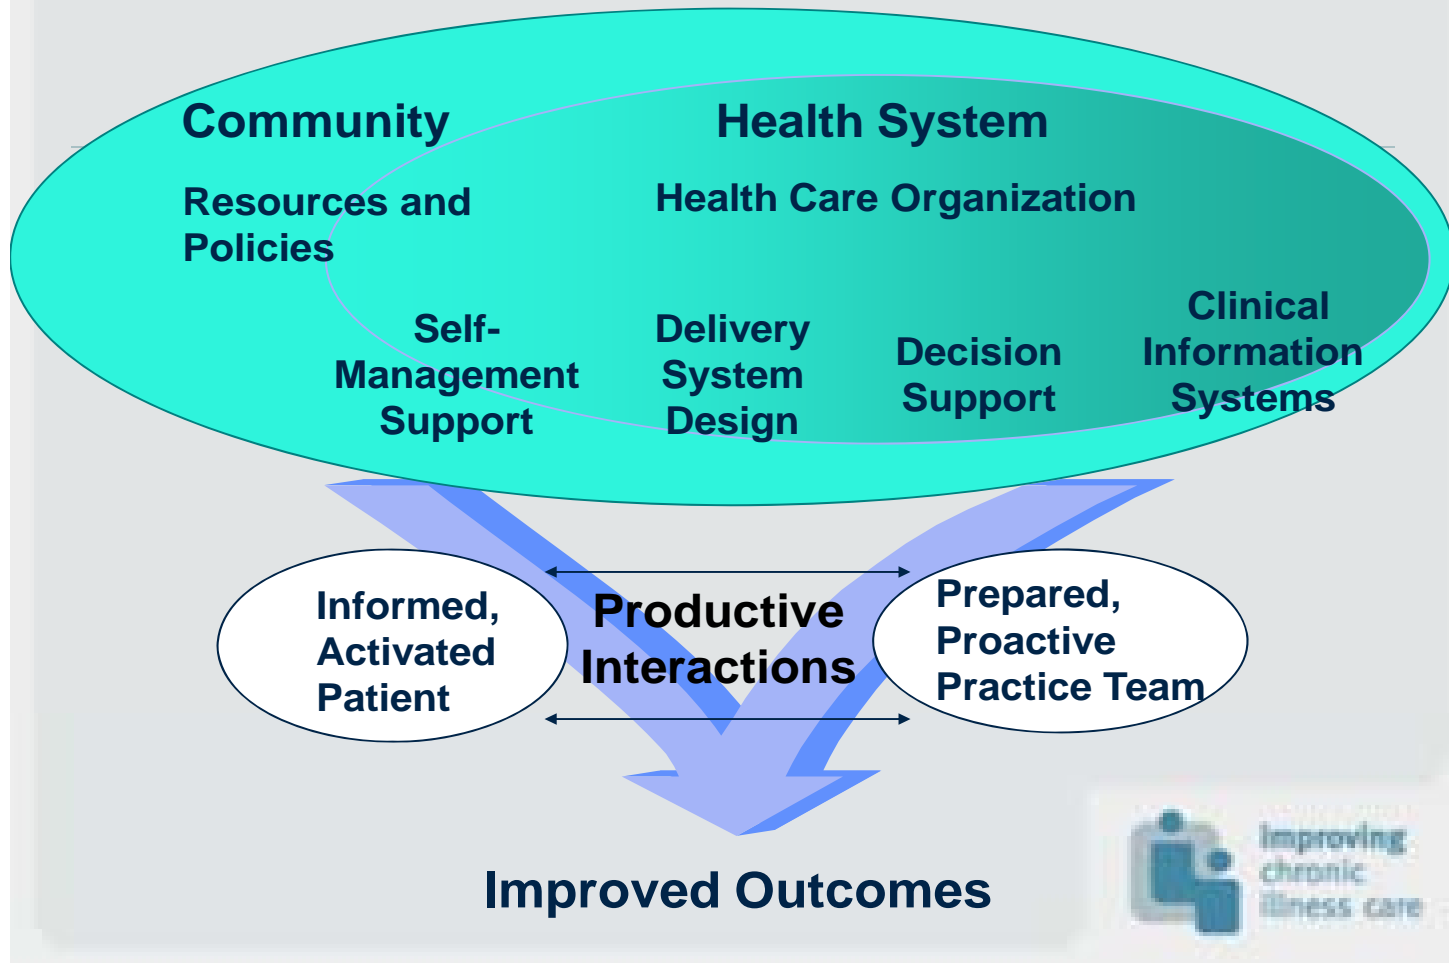 Community
Health System
Resources and
Policies
Health Care Organization
Self-
Management
Support
Delivery
System
Design
Decision
Support
Clinical
Information
Systems
Informed,
Activated
Patient
Productive
Interactions
Prepared,
Proactive
Practice Team
Improved Outcomes
Improving
chronic
illness care